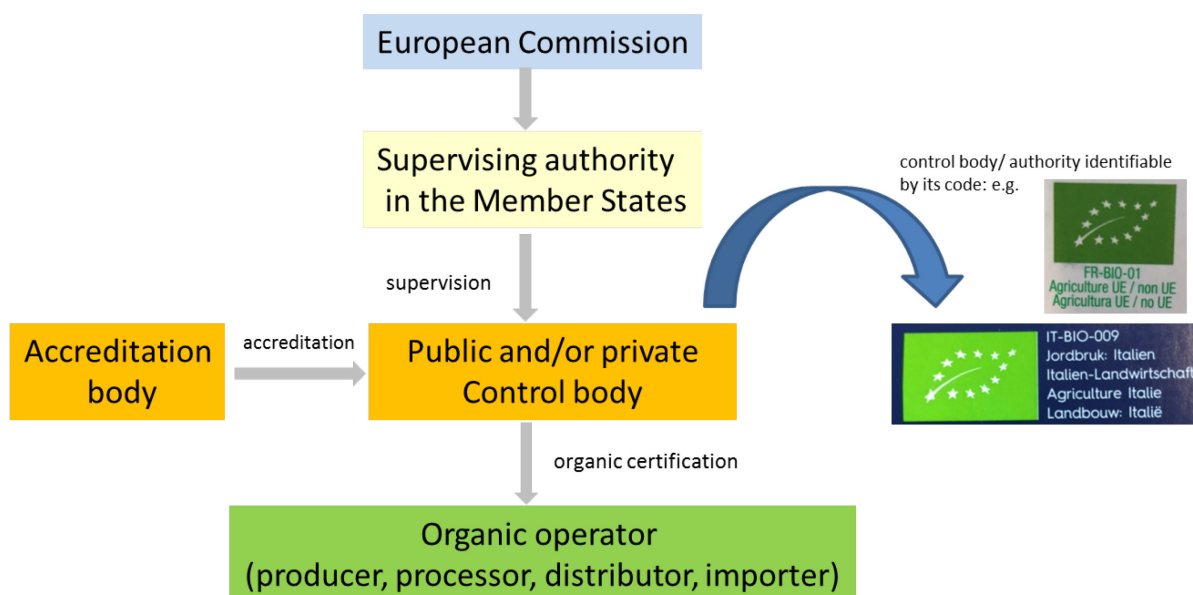 European Commission
Supervising authority
in the Member States
control body/ authority identifiable
by its code: e.g.
FR-BIO-01
Agriculture UE / non UE
Agricultura UE / no UE
supervision
Accreditation
body
accreditation
Public and/or private
Control body
IT-BIO-009
Jordbruk: Italien
Italien-Landwirtschaft
Agriculture Italie
Landbouw: Italië
organic certification
Organic operator
(producer, processor, distributor, importer)